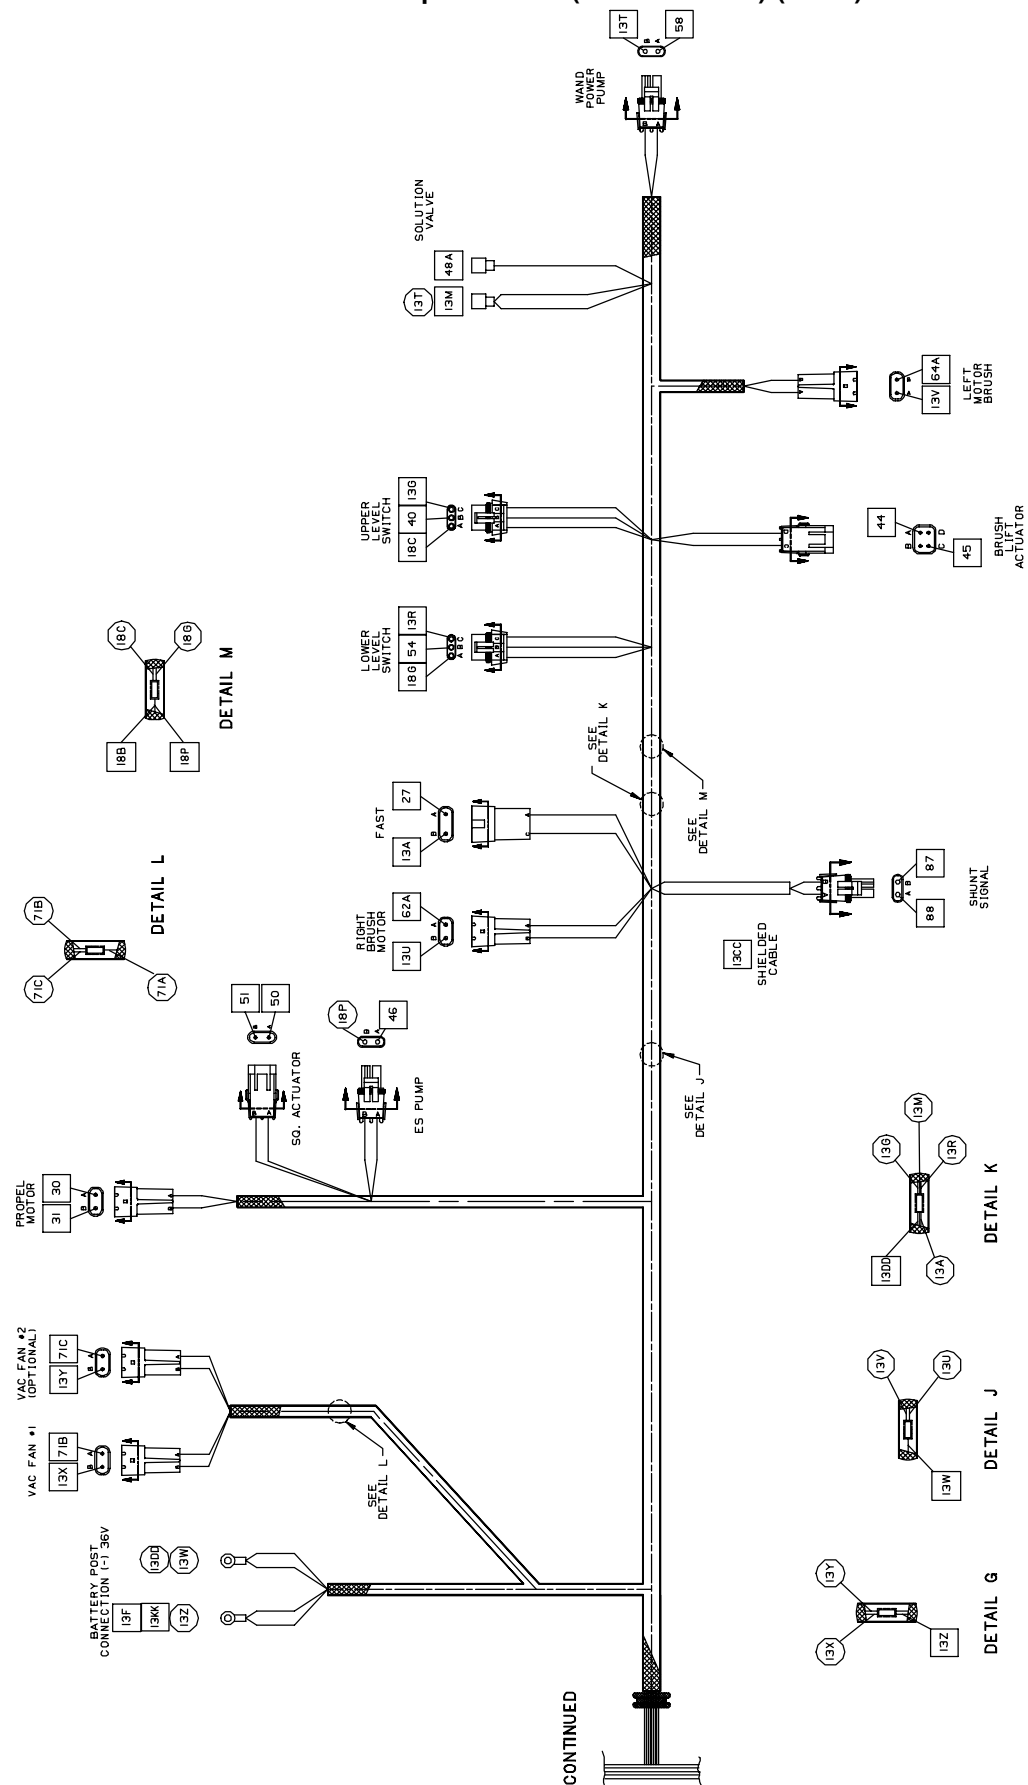 13T
58
B
A
WAND
POWER
PUMP
B
A
SOLUTION
VALVE
48A
13T
13M
64A
13V
B
A
LEFT
MOTOR
BRUSH
UPPER
LEVEL
SWITCH
13G
40
18C
A B C
A B C
44
45
A
B
D
C
BRUSH
LIFT
ACTUATOR
LOWER
LEVEL
SWITCH
13R
54
18G
A B C
A B C
18C
18G
18B
18P
DETAIL M
SEE
DETAIL K
SEE
DETAIL M
FAST
27
13A
A
B
RIGHT
BRUSH
MOTOR
62A
13U
A
B
13CC
SHIELDED
CABLE
87
88
A B
SHUNT
SIGNAL
71B
71C
71A
DETAIL L
51
50
B
A
B
A
SQ. ACTUATOR
18P
46
B
A
B
A
ES PUMP
SEE
DETAIL J
PROPEL
MOTOR
30
31
A
B
13G
13M
13R
13DD
13A
DETAIL K
VAC FAN #2
(OPTIONAL)
71C
13Y
A
B
VAC FAN #1
71B
13X
A
B
SEE
DETAIL L
13V
13U
13W
DETAIL J
BATTERY POST
CONNECTION (-) 36V
13DD
13W
13F
13KK
13Z
13Y
13X
13Z
DETAIL G
CONTINUED